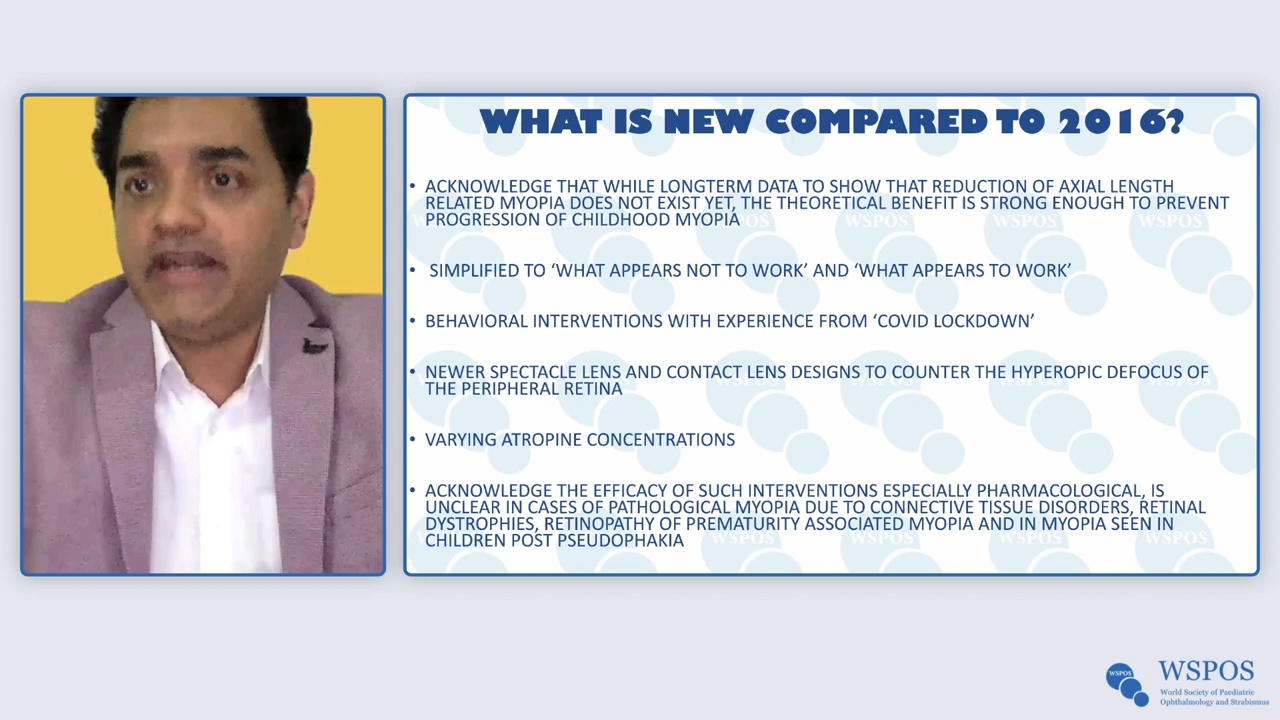 WHAT IS NEW COMPARED TO 2016?
• ACKNOWLEDGE THAT WHILE LONGTERM DATA TO SHOW THAT REDUCTION OF AXIAL LENGTH
RELATED MYOPIA DOES NOT EXIST YET, THE THEORETICAL BENEFIT IS STRONG ENOUGH TO PREVENT
PROGRESSION OF CHILDHOOD MYOPIA
• SIMPLIFIED TO ‘WHAT APPEARS NOT TO WORK’ AND ‘WHAT APPEARS TO WORK’
• BEHAVIORAL INTERVENTIONS WITH EXPERIENCE FROM ‘COVID LOCKDOWN’
• NEWER SPECTACLE LENS AND CONTACT LENS DESIGNS TO COUNTER THE HYPEROPIC DEFOCUS OF
THE PERIPHERAL RETINA
• VARYING ATROPINE CONCENTRATIONS
• ACKNOWLEDGE THE EFFICACY OF SUCH INTERVENTIONS ESPECIALLY PHARMACOLOGICAL, IS
UNCLEAR IN CASES OF PATHOLOGICAL MYOPIA DUE TO CONNECTIVE TISSUE DISORDERS, RETINAL
DYSTROPHIES, RETINOPATHY OF PREMATURITY ASSOCIATED MYOPIA AND IN MYOPIA SEEN IN
CHILDREN POST PSEUDOPHAKIA
WSPOS
WSPOS
World Society of Paediatric
Ophthalmology and Strabismus